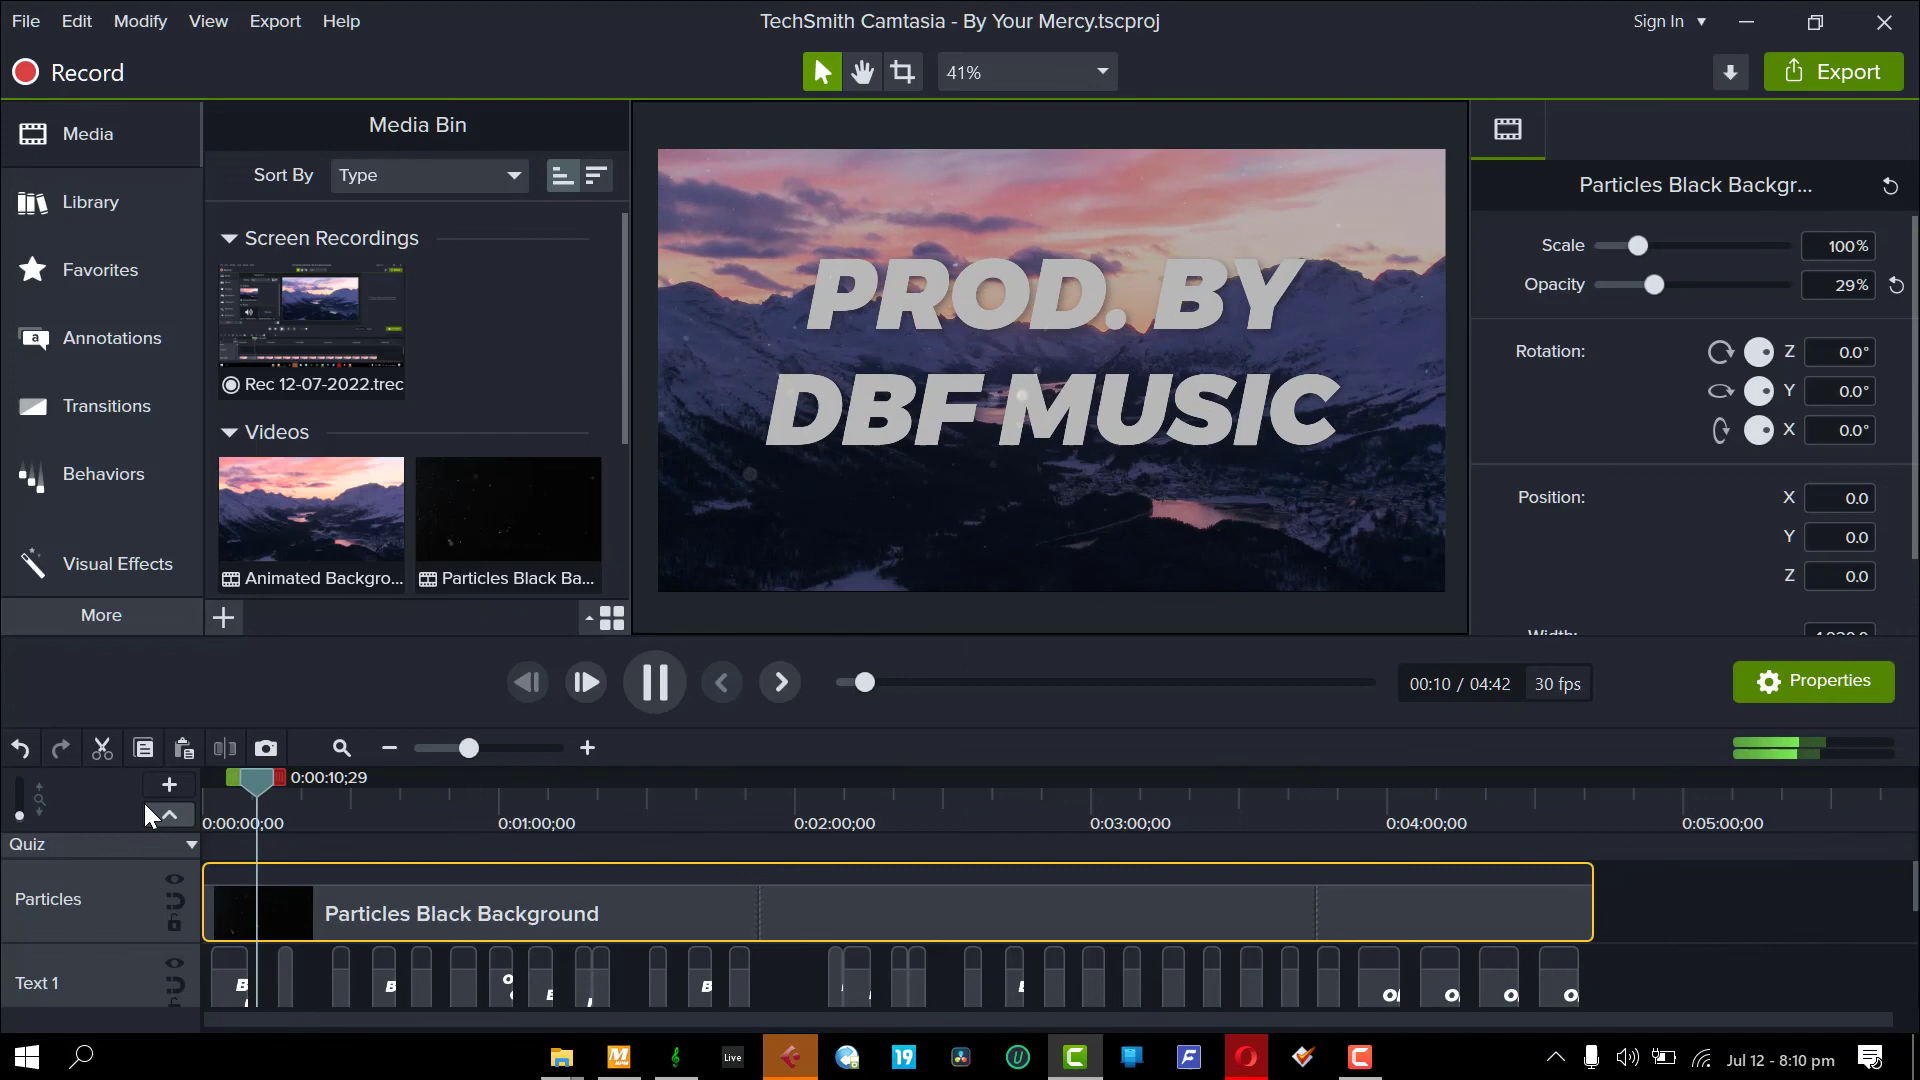 File Edit Modify View Export Help
TechSmith Camtasia - By Your Mercy.tscproj
Sign In
Record
41%
Export
Media
Library
Favorites
Annotations
Transitions
Behaviors
Visual Effects
More
Media Bin
Sort By Type
Screen Recordings
Rec 12-07-2022.trec
Videos
Animated Backgro...
Particles Black Ba...
PROD. BY
DBF MUSIC
Particles Black Backgr...
Scale 100%
Opacity 29%
Rotation: Z 0.0°
Y 0.0°
X 0.0°
Position: X 0.0
Y 0.0
Z 0.0
00:10 / 04:42 30 fps
Properties
0:00:10;29
0:00:00;00 0:01:00;00 0:02:00;00 0:03:00;00 0:04:00;00 0:05:00;00
Quiz
Particles
Particles Black Background
Text 1
Live
19
Jul 12 - 8:10 pm